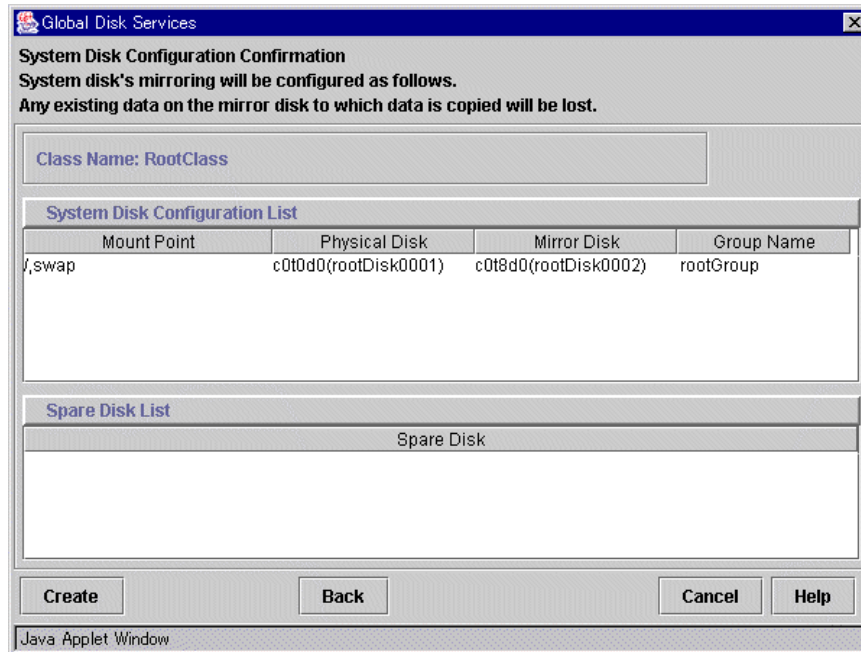 Global Disk Services
System Disk Configuration Confirmation
System disk's mirroring will be configured as follows.
Any existing data on the mirror disk to which data is copied will be lost.
Class Name: RootClass
System Disk Configuration List
Mount Point Physical Disk Mirror Disk Group Name
/,swap c0t0d0(rootDisk0001) c0t8d0(rootDisk0002) rootGroup
Spare Disk List
Spare Disk
Create Back Cancel Help
Java Applet Window